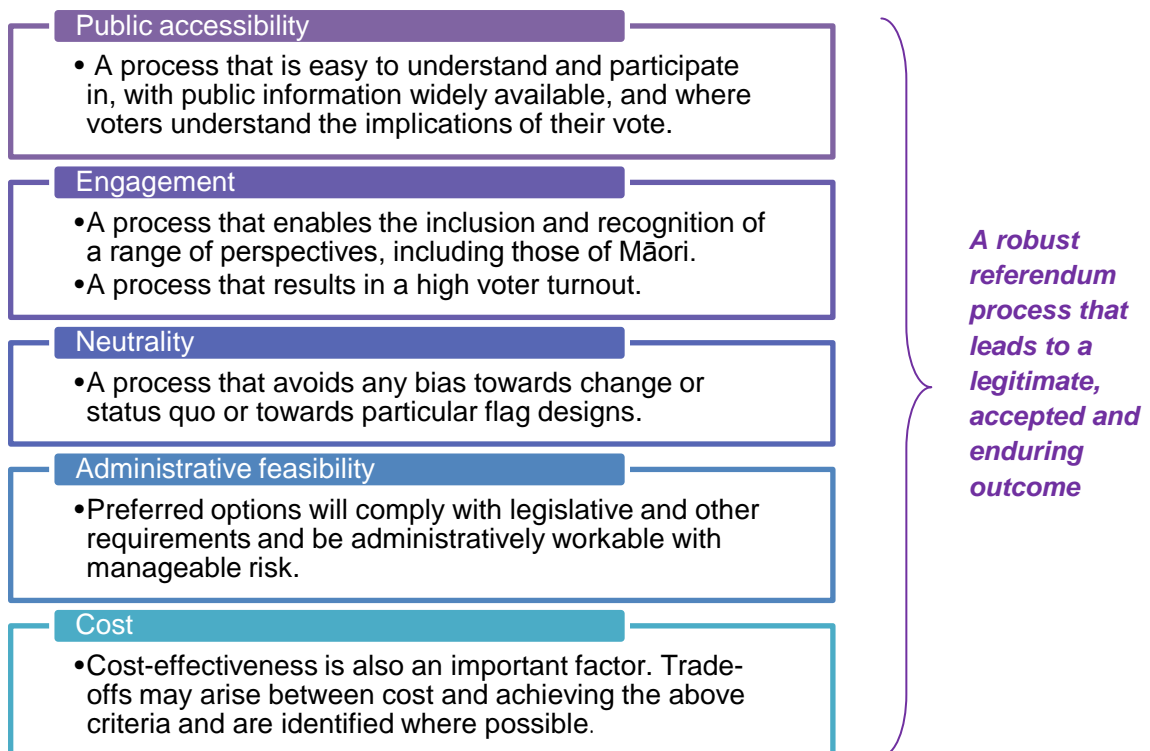 Public accessibility
• A process that is easy to understand and participate
in, with public information widely available, and where
voters understand the implications of their vote.
Engagement
•A process that enables the inclusion and recognition of
a range of perspectives, including those of Māori.
•A process that results in a high voter turnout.
Neutrality
•A process that avoids any bias towards change or
status quo or towards particular flag designs.
Administrative feasibility
•Preferred options will comply with legislative and other
requirements and be administratively workable with
manageable risk.
Cost
•Cost-effectiveness is also an important factor. Trade-
offs may arise between cost and achieving the above
criteria and are identified where possible.
A robust
referendum
process that
leads to a
legitimate,
accepted and
enduring
outcome